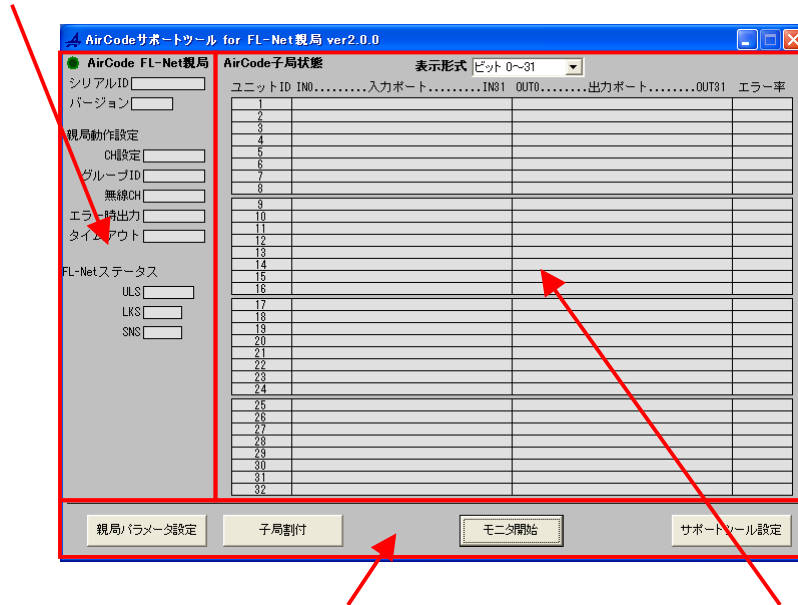 AirCodeサポートツール for FL-Net親局 ver2.0.0
AirCode FL-Net親局
シリアルID
バージョン
親局動作設定
CH設定
グループID
無線CH
エラー時出力
タイムアウト
FL-Netステータス
ULS
LKS
SNS
AirCode子局状態
表示形式 ビット 0~31
ユニットID IN0.........入力ポート.........IN31 OUT0........出力ポート........OUT31 エラー率
1
2
3
4
5
6
7
8
9
10
11
12
13
14
15
16
17
18
19
20
21
22
23
24
25
26
27
28
29
30
31
32
親局パラメータ設定
子局割付
モニタ開始
サポートツール設定